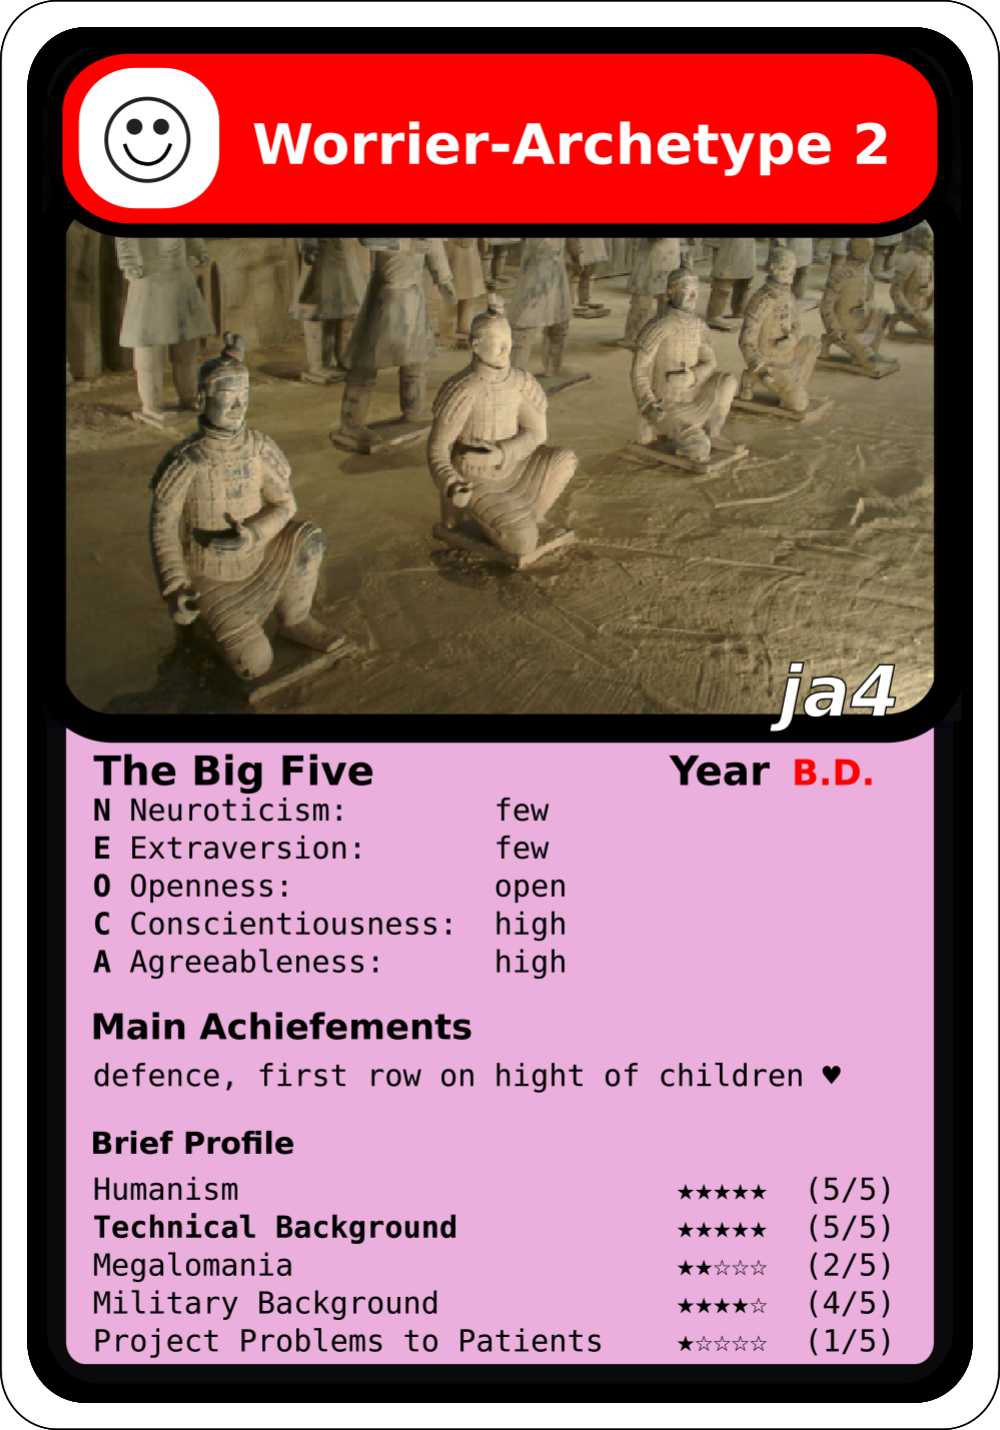 Worrier-Archetype 2
ja4
The Big Five Year B.D.
N Neuroticism: few
E Extraversion: few
O Openness: open
C Conscientiousness: high
A Agreeableness: high
Main Achiefements
defence, first row on hight of children ♥
Brief Profile
Humanism ★★★★★ (5/5)
Technical Background ★★★★★ (5/5)
Megalomania ★★☆☆☆ (2/5)
Military Background ★★★★☆ (4/5)
Project Problems to Patients ★☆☆☆☆ (1/5)